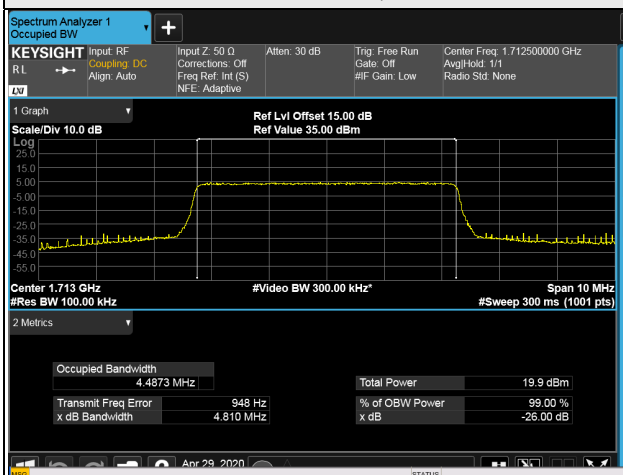 Spectrum Analyzer 1
Occupied BW
KEYSIGHT Input: RF Input Z: 50 Ω Atten: 30 dB Trig: Free Run Center Freq: 1.712500000 GHz
RL Coupling: DC Corrections: Off Gate: Off Avg|Hold: 1/1
Align: Auto Freq Ref: Int (S) #IF Gain: Low Radio Std: None
LXI NFE: Adaptive
1 Graph Ref Lvl Offset 15.00 dB
Scale/Div 10.0 dB Ref Value 35.00 dBm
Log
25.0
15.0
5.00
-5.00
-15.0
-25.0
-35.0
-45.0
-55.0
Center 1.713 GHz #Video BW 300.00 kHz* Span 10 MHz
#Res BW 100.00 kHz #Sweep 300 ms (1001 pts)
2 Metrics
Occupied Bandwidth
4.4873 MHz Total Power 19.9 dBm
Transmit Freq Error 948 Hz % of OBW Power 99.00 %
x dB Bandwidth 4.810 MHz x dB -26.00 dB
Apr 29, 2020
MSG STATUS